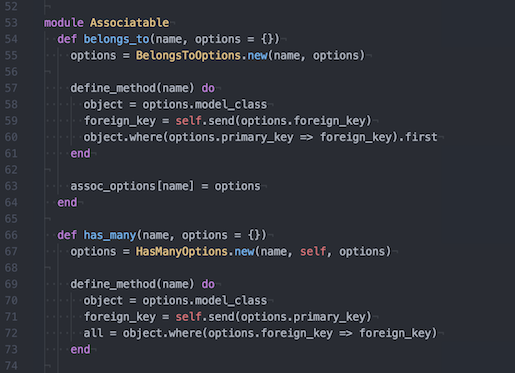 52
53 module Associatable
54 def belongs_to(name, options = {})
55 options = BelongsToOptions.new(name, options)
56
57 define_method(name) do
58 object = options.model_class
59 foreign_key = self.send(options.foreign_key)
60 object.where(options.primary_key => foreign_key).first
61 end
62
63 assoc_options[name] = options
64 end
65
66 def has_many(name, options = {})
67 options = HasManyOptions.new(name, self, options)
68
69 define_method(name) do
70 object = options.model_class
71 foreign_key = self.send(options.primary_key)
72 all = object.where(options.foreign_key => foreign_key)
73 end
74